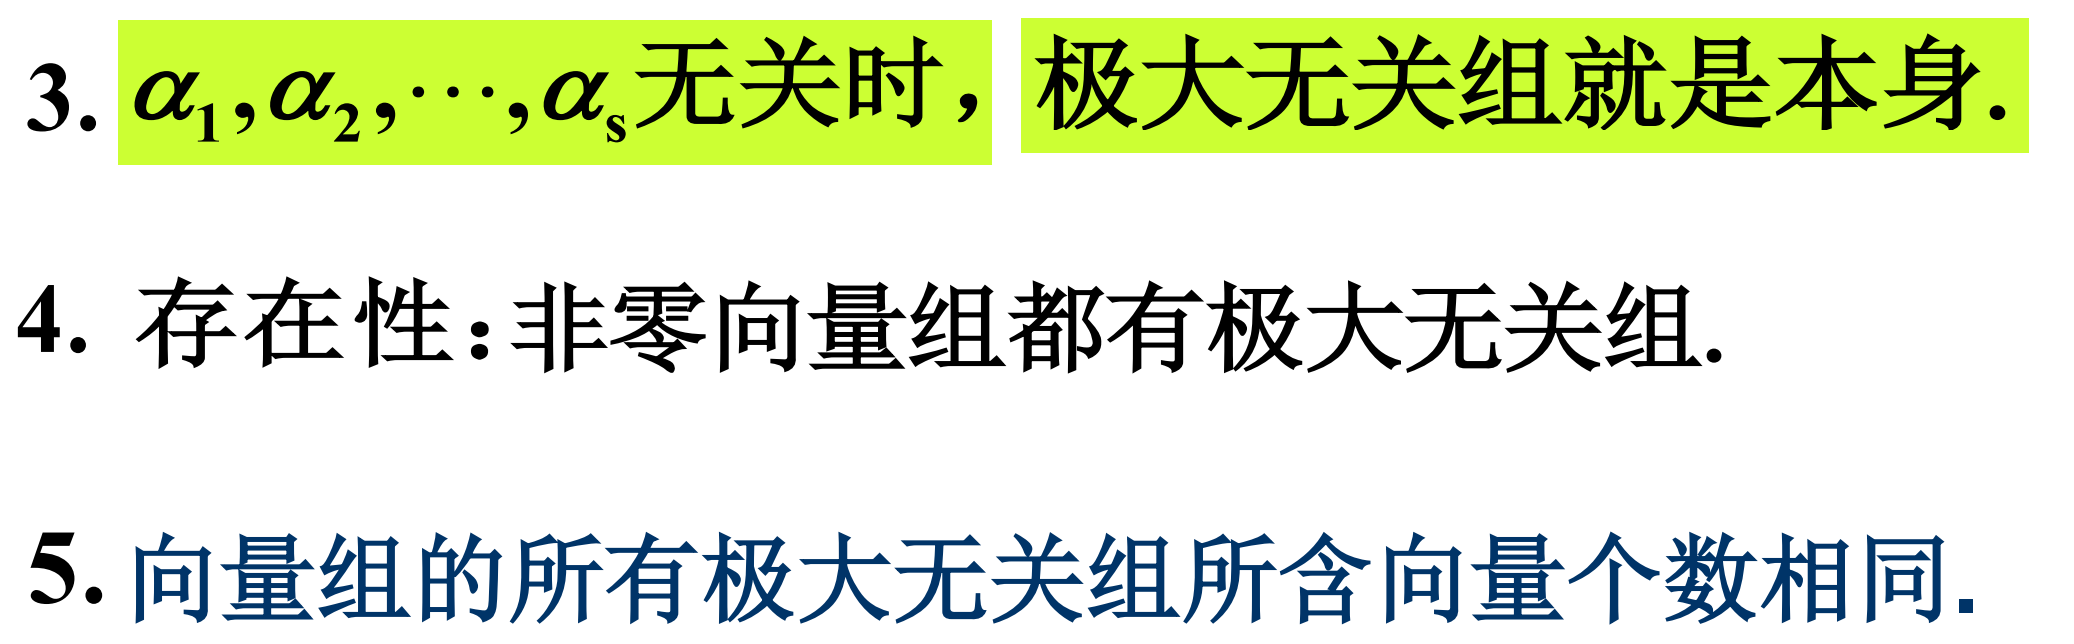 3. α₁,α₂,⋯,αₛ无关时，极大无关组就是本身.
4. 存在性:非零向量组都有极大无关组.
5. 向量组的所有极大无关组所含向量个数相同.